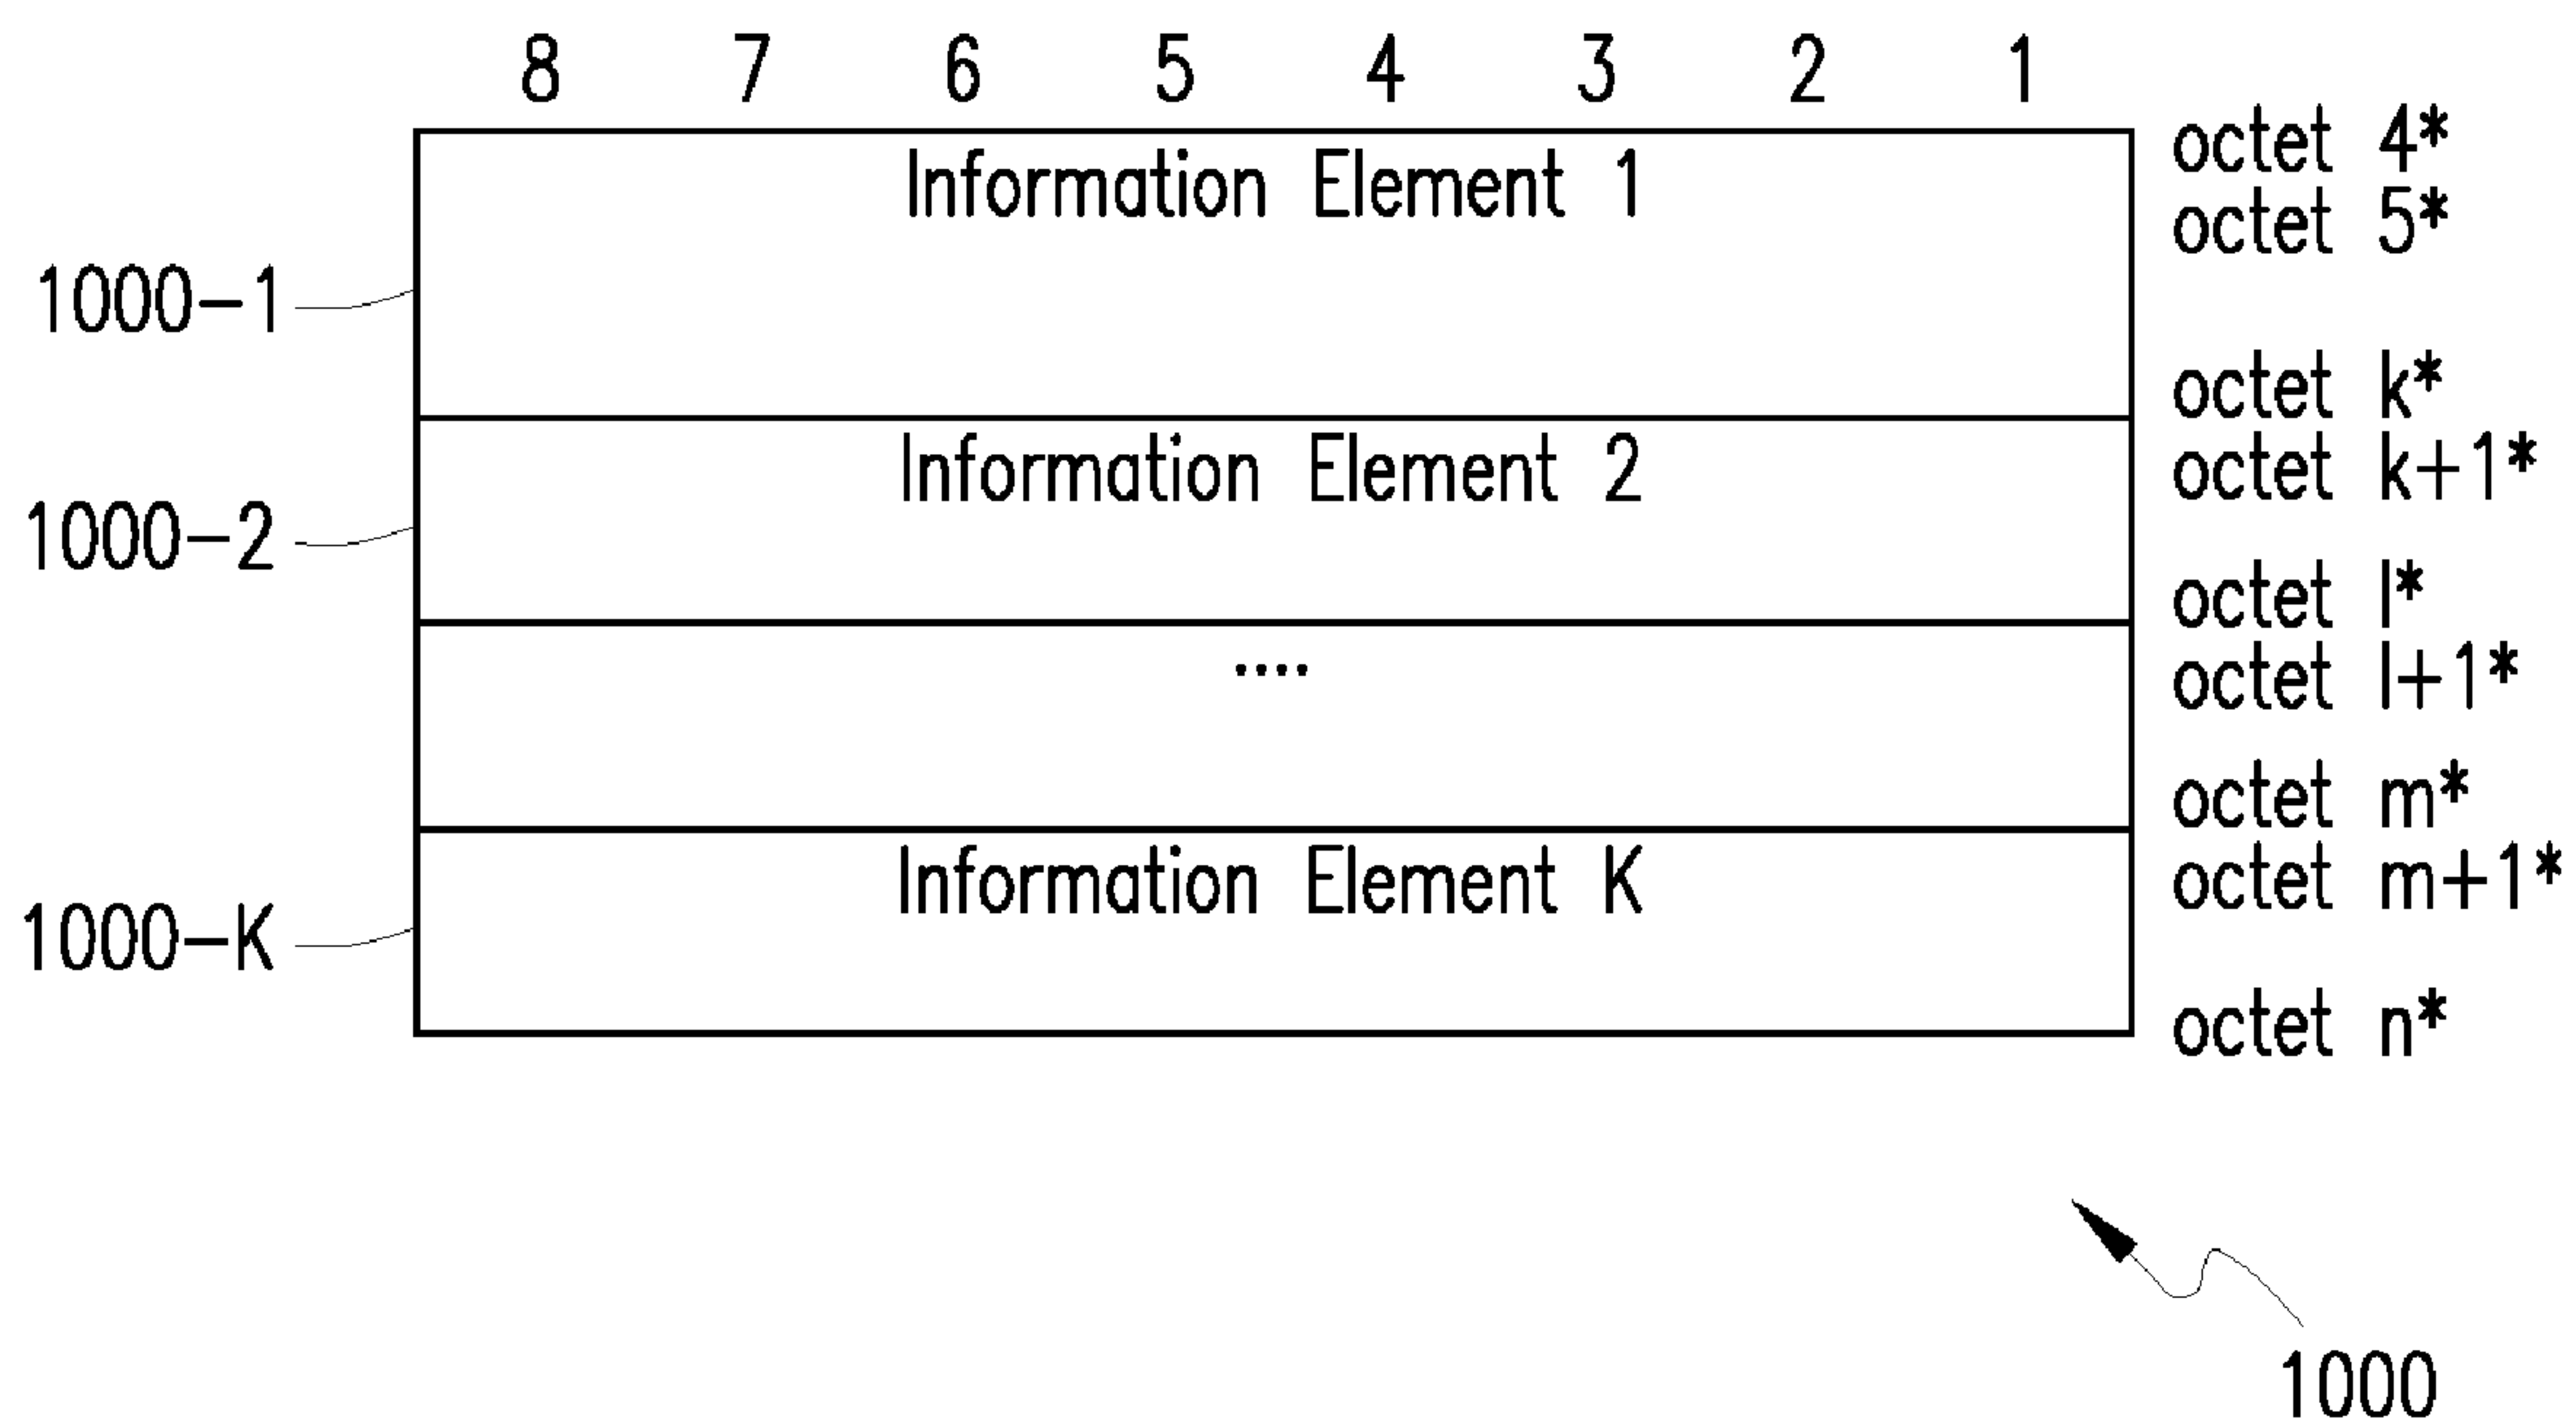 8 7 6 5 4 3 2 1
octet 4*
Information Element 1
octet 5*
1000-1
octet k*
Information Element 2
octet k+1*
1000-2
octet l*
....
octet l+1*
octet m*
Information Element K
octet m+1*
1000-K
octet n*
1000